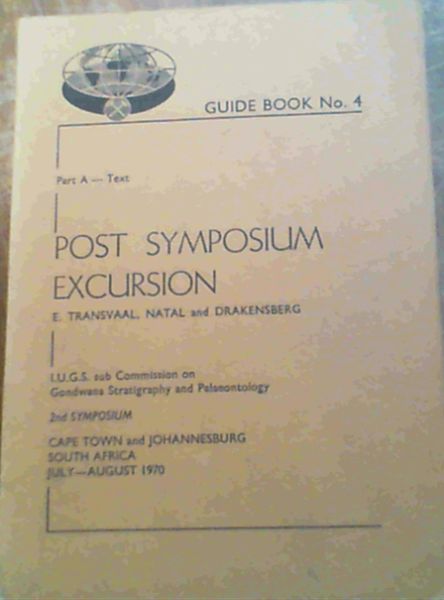 GUIDE BOOK No. 4
Part A — Text
POST SYMPOSIUM
EXCURSION
E. TRANSVAAL, NATAL and DRAKENSBERG
I.U.G.S. sub Commission on
Gondwana Stratigraphy and Palaeontology
2nd SYMPOSIUM
CAPE TOWN and JOHANNESBURG
SOUTH AFRICA
JULY—AUGUST 1970